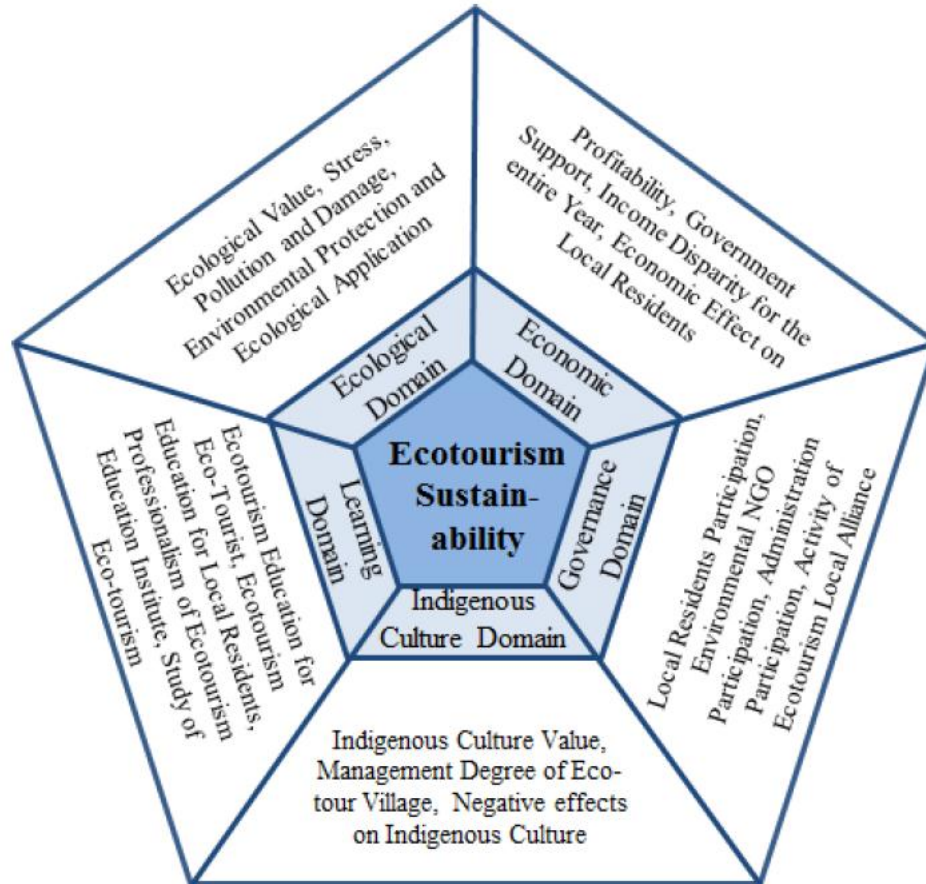 Ecological Value, Stress,
Pollution and Damage,
Environmental Protection and
Ecological Application
Profitability, Government
Support, Income Disparity for the
entire Year, Economic Effect on
Local Residents
Ecological
Domain
Economic
Domain
Ecotourism
Sustain-
ability
Learning
Domain
Governance
Domain
Indigenous
Culture Domain
Ecotourism Education for
Eco-Tourist, Ecotourism
Education for Local Residents,
Professionalism of Ecotourism
Education Institute, Study of
Eco-tourism
Local Residents Participation,
Environmental NGO
Participation, Administration
Participation, Activity of
Ecotourism Local Alliance
Indigenous Culture Value,
Management Degree of Eco-
tour Village, Negative effects
on Indigenous Culture